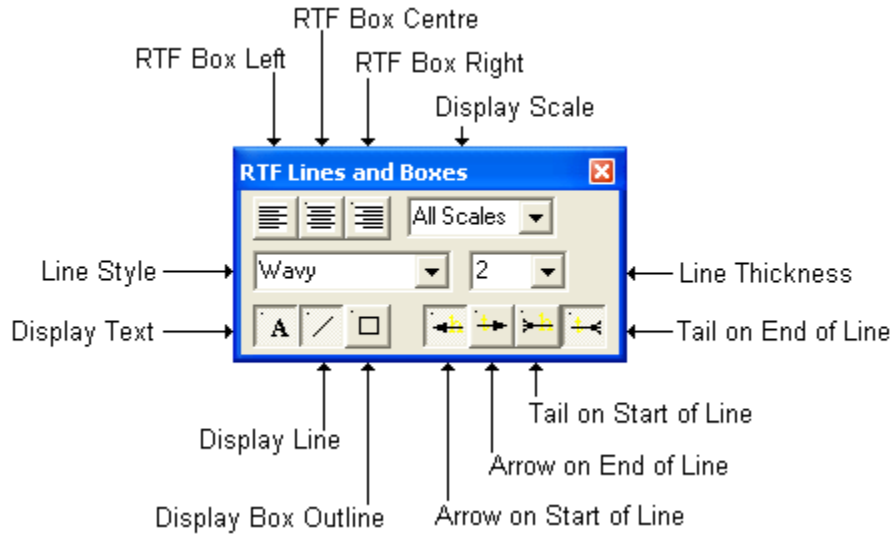 RTF Box Centre
RTF Box Left
RTF Box Right
Display Scale
RTF Lines and Boxes
All Scales
Line Style
Wavy
2
Line Thickness
Display Text
A
h
t
h
t
Tail on End of Line
Tail on Start of Line
Display Line
Arrow on End of Line
Display Box Outline
Arrow on Start of Line